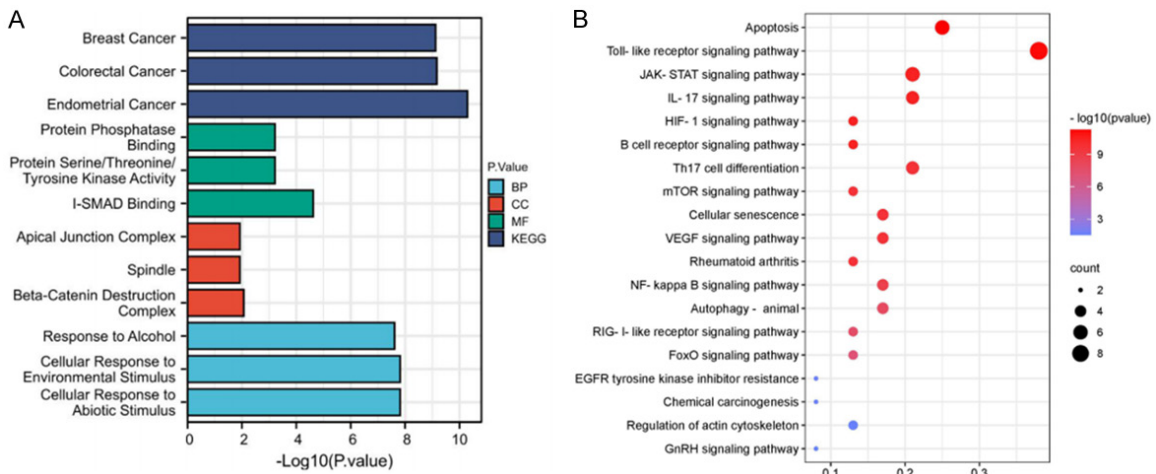 A
Breast Cancer
Colorectal Cancer
Endometrial Cancer
Protein Phosphatase
Binding
Protein Serine/Threonine/
Tyrosine Kinase Activity
I-SMAD Binding
Apical Junction Complex
Spindle
Beta-Catenin Destruction
Complex
Response to Alcohol
Cellular Response to
Environmental Stimulus
Cellular Response to
Abiotic Stimulus
0 2 4 6 8 10
-Log10(P.value)
P.Value
BP
CC
MF
KEGG
B
Apoptosis
Toll- like receptor signaling pathway
JAK- STAT signaling pathway
IL- 17 signaling pathway
HIF- 1 signaling pathway
B cell receptor signaling pathway
Th17 cell differentiation
mTOR signaling pathway
Cellular senescence
VEGF signaling pathway
Rheumatoid arthritis
NF- kappa B signaling pathway
Autophagy - animal
RIG- I- like receptor signaling pathway
FoxO signaling pathway
EGFR tyrosine kinase inhibitor resistance
Chemical carcinogenesis
Regulation of actin cytoskeleton
GnRH signaling pathway
0.1 0.2 0.3
- log10(pvalue)
9
6
3
count
2
4
6
8